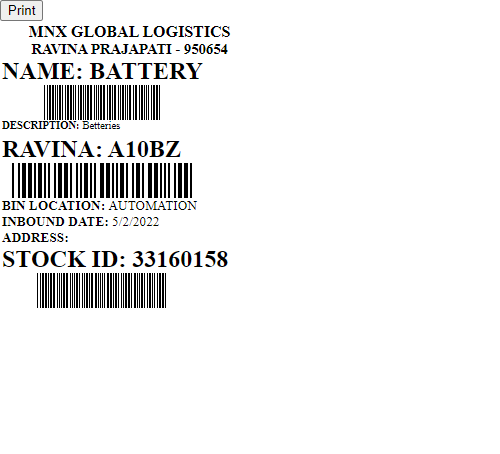 Print
MNX GLOBAL LOGISTICS
RAVINA PRAJAPATI - 950654
NAME: BATTERY
DESCRIPTION: Betteries
RAVINA: A10BZ
BIN LOCATION: AUTOMATION
INBOUND DATE: 5/2/2022
ADDRESS:
STOCK ID: 33160158